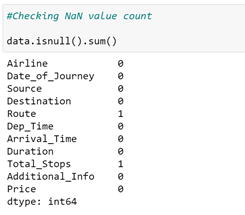 #Checking NaN value count
data.isnull().sum()
Airline 0
Date_of_Journey 0
Source 0
Destination 0
Route 1
Dep_Time 0
Arrival_Time 0
Duration 0
Total_Stops 1
Additional_Info 0
Price 0
dtype: int64